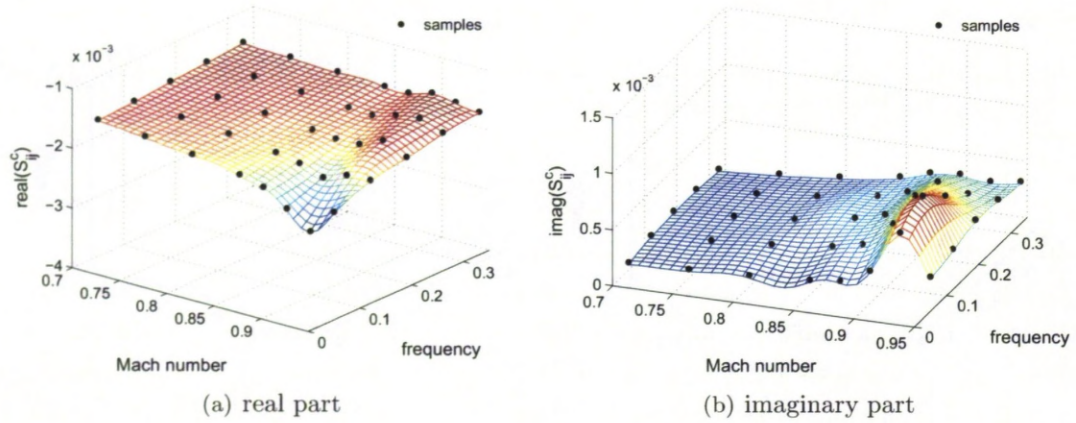 samples
x 10⁻³
−1
−2
−3
−4
real(S^c_ij)
0.7
0.75
0.8
0.85
0.9
0
0.1
0.2
0.3
Mach number
frequency
(a) real part
samples
x 10⁻³
1.5
1
0.5
0
imag(S^c_ij)
0.7
0.75
0.8
0.85
0.9
0.95
0
0.1
0.2
0.3
Mach number
frequency
(b) imaginary part